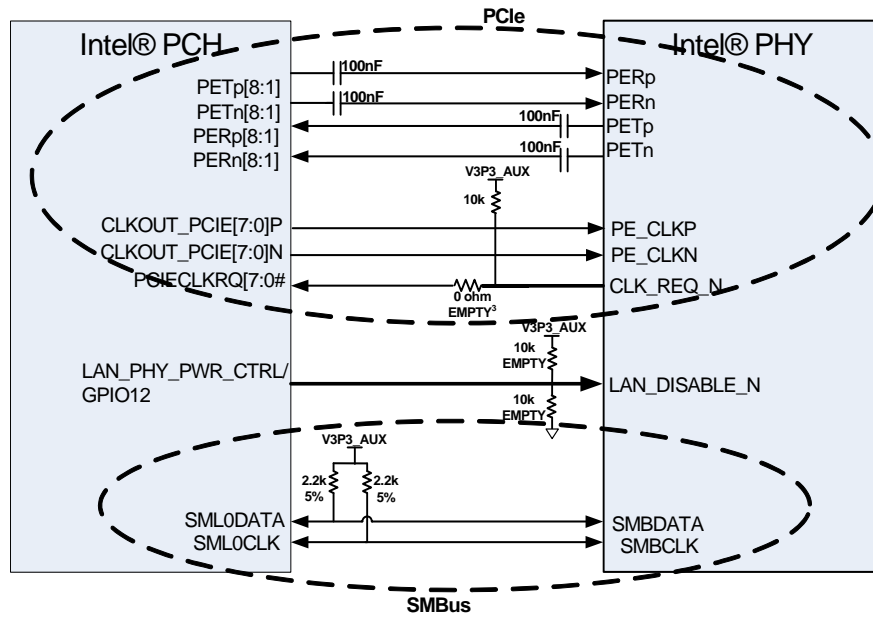 PCIe
Intel® PCH
Intel® PHY
100nF
PETp[8:1]
PERp
100nF
PETn[8:1]
PERn
100nF
PERp[8:1]
PETp
100nF
PERn[8:1]
PETn
V3P3_AUX
10k
CLKOUT_PCIE[7:0]P
PE_CLKP
CLKOUT_PCIE[7:0]N
PE_CLKN
PCIECLKRQ[7:0#
CLK_REQ_N
0 ohm
EMPTY³
V3P3_AUX
10k
EMPTY
LAN_PHY_PWR_CTRL/
GPIO12
LAN_DISABLE_N
10k
EMPTY
V3P3_AUX
2.2k
5%
2.2k
5%
SML0DATA
SMBDATA
SML0CLK
SMBCLK
SMBus